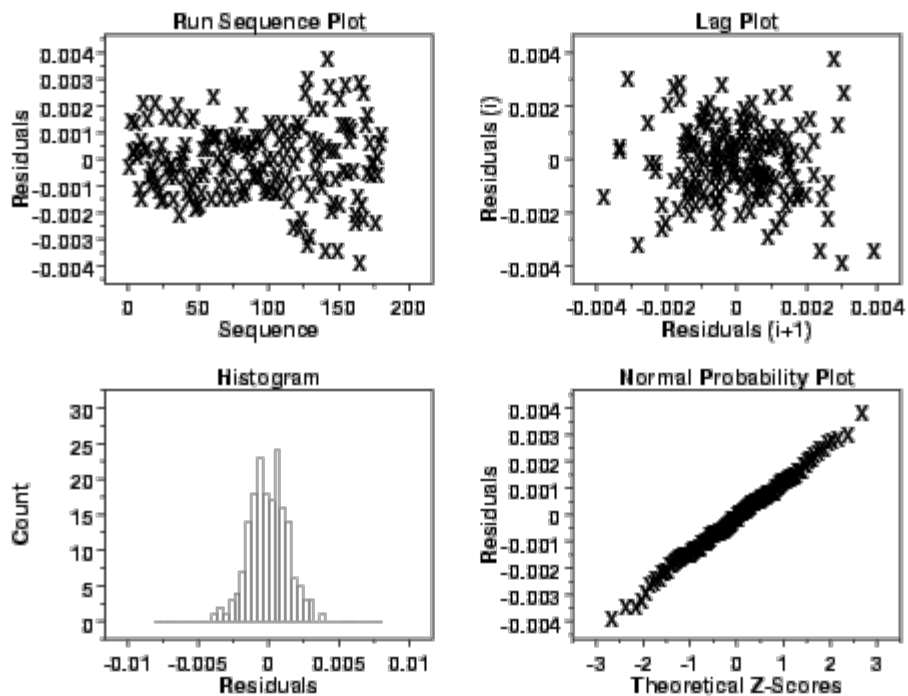 Run Sequence Plot
Residuals
0.004
0.003
0.002
0.001
0
-0.001
-0.002
-0.003
-0.004
0 50 100 150 200
Sequence
Lag Plot
Residuals (i)
0.004
0.002
0
-0.002
-0.004
-0.004 -0.002 0 0.002 0.004
Residuals (i+1)
Histogram
Count
30
25
20
15
10
5
0
-0.01 -0.005 0 0.005 0.01
Residuals
Normal Probability Plot
Residuals
0.004
0.003
0.002
0.001
0
-0.001
-0.002
-0.003
-0.004
-3 -2 -1 0 1 2 3
Theoretical Z-Scores